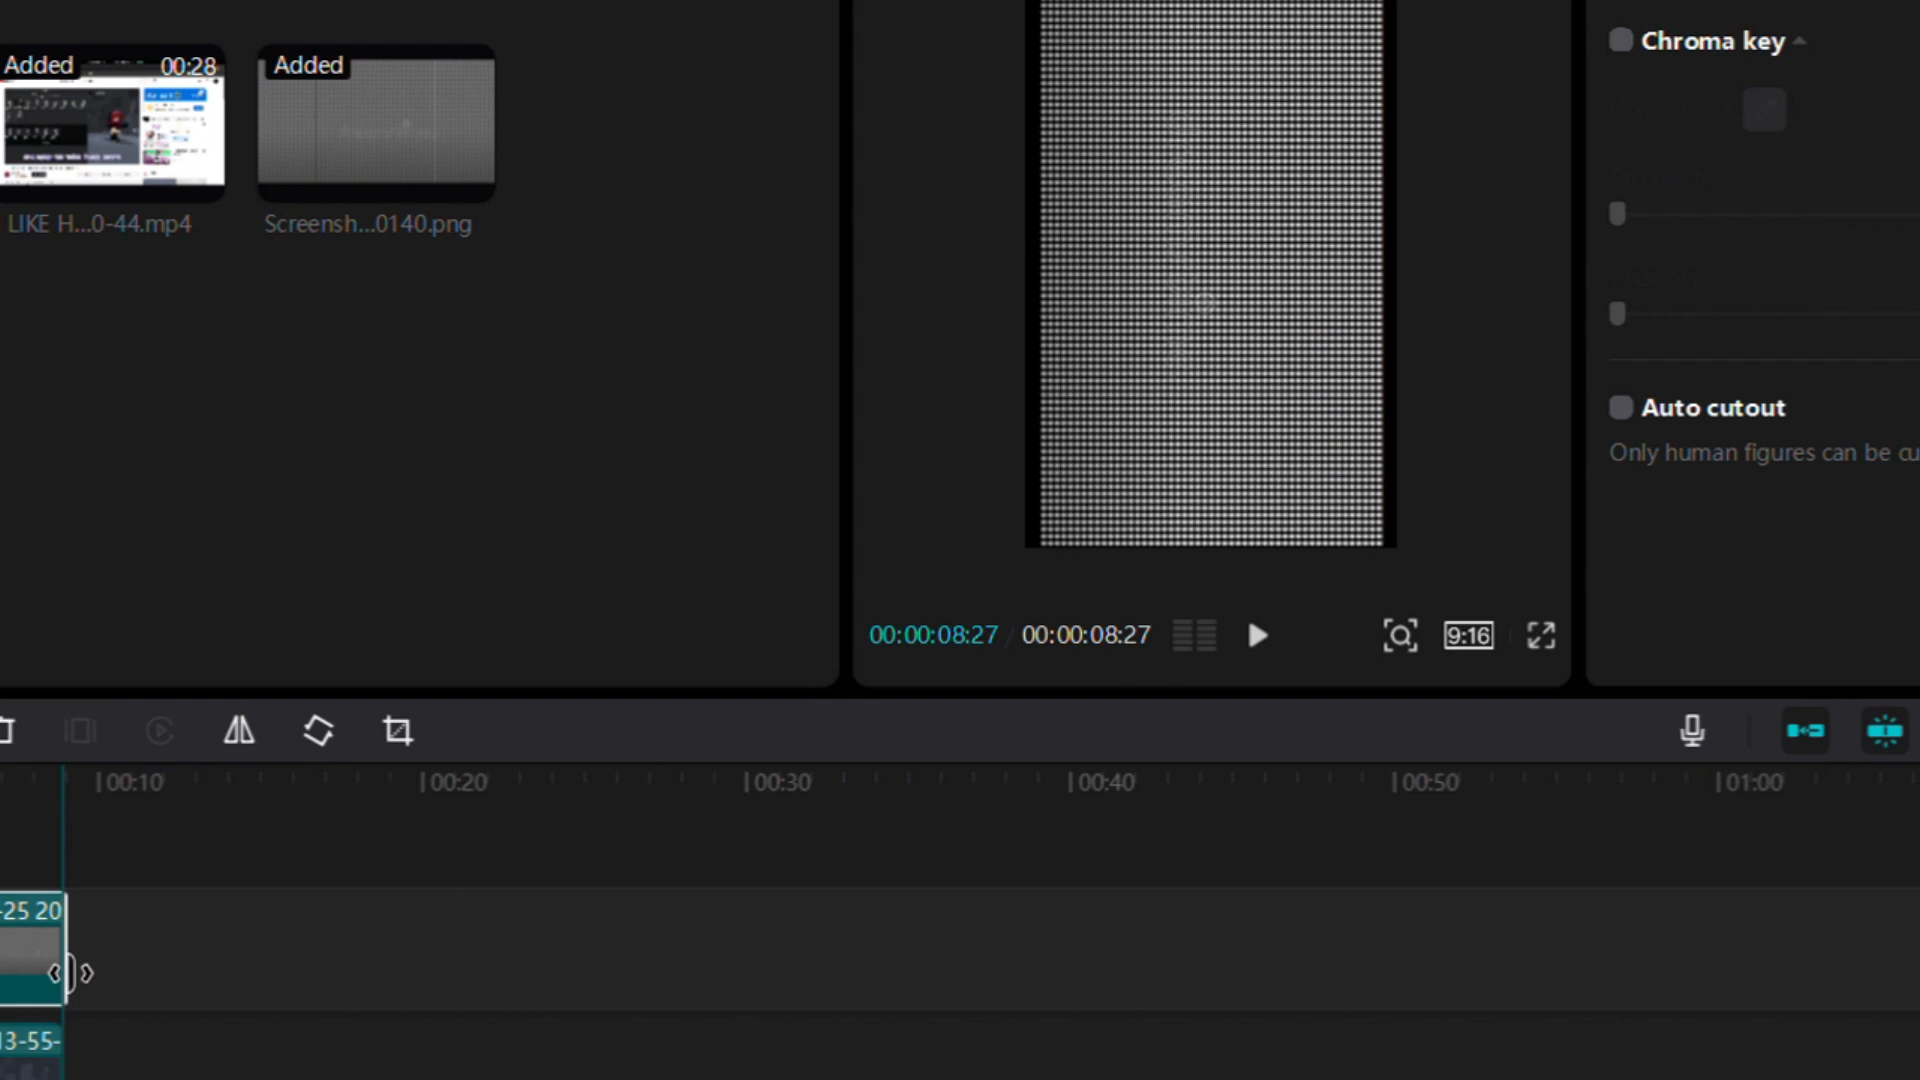 Added
00:28
Added
LIKE H...0-44.mp4
Screensh...0140.png
Chroma key
Auto cutout
Only human figures can be cu
00:00:08:27 / 00:00:08:27
9:16
00:10
00:20
00:30
00:40
00:50
01:00
-25 20
13-55-